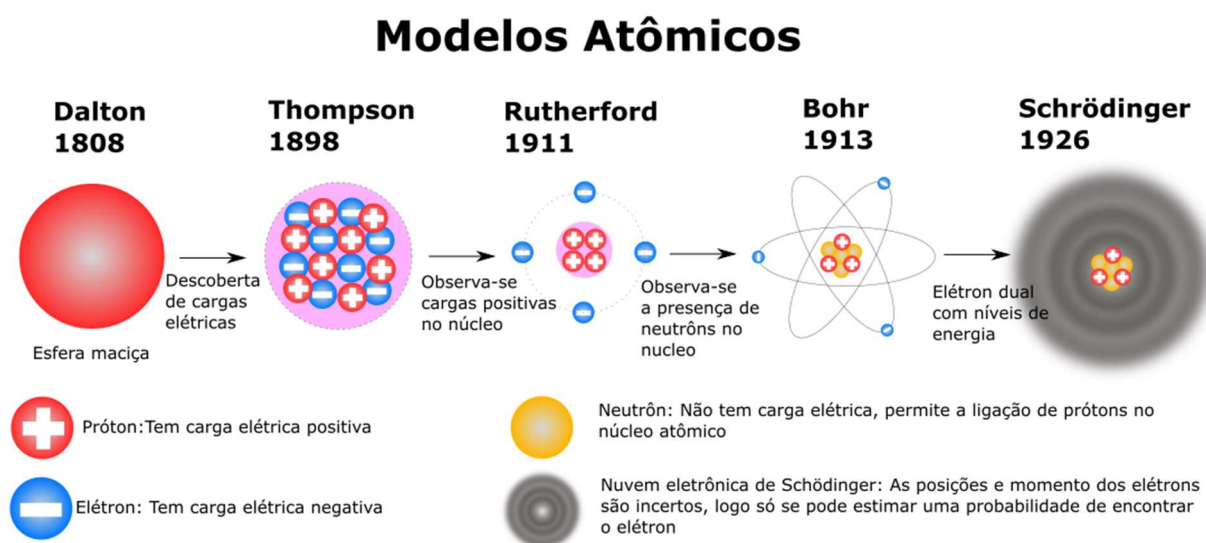 Modelos Atômicos
Dalton
1808
Thompson
1898
Rutherford
1911
Bohr
1913
Schrödinger
1926
Descoberta
de cargas
elétricas
Observa-se
cargas positivas
no núcleo
Observa-se
a presença de
neutrôns no
nucleo
Elétron dual
com níveis de
energia
Esfera maciça
Próton:Tem carga elétrica positiva
Neutrôn: Não tem carga elétrica, permite a ligação de prótons no
núcleo atômico
Elétron: Tem carga elétrica negativa
Nuvem eletrônica de Schödinger: As posições e momento dos elétrons
são incertos, logo só se pode estimar uma probabilidade de encontrar
o elétron